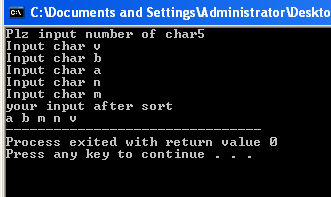 C:\Documents and Settings\Administrator\Deskto
Plz input number of char5
Input char v
Input char b
Input char a
Input char n
Input char m
your input after sort
a b m n v
--------------------------------
Process exited with return value 0
Press any key to continue . . .